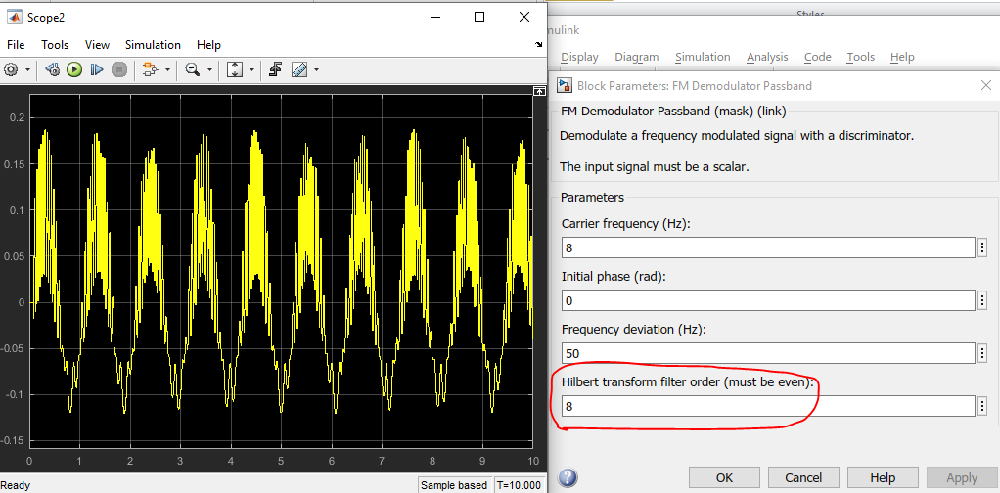 Scope2
File Tools View Simulation Help
0.2
0.15
0.1
0.05
0
-0.05
-0.1
-0.15
0 1 2 3 4 5 6 7 8 9 10
Ready
Sample based T=10.000
Styles
mulink
Display Diagram Simulation Analysis Code Tools Help
Block Parameters: FM Demodulator Passband
FM Demodulator Passband (mask) (link)
Demodulate a frequency modulated signal with a discriminator.
The input signal must be a scalar.
Parameters
Carrier frequency (Hz):
8
Initial phase (rad):
0
Frequency deviation (Hz):
50
Hilbert transform filter order (must be even):
8
OK Cancel Help Apply